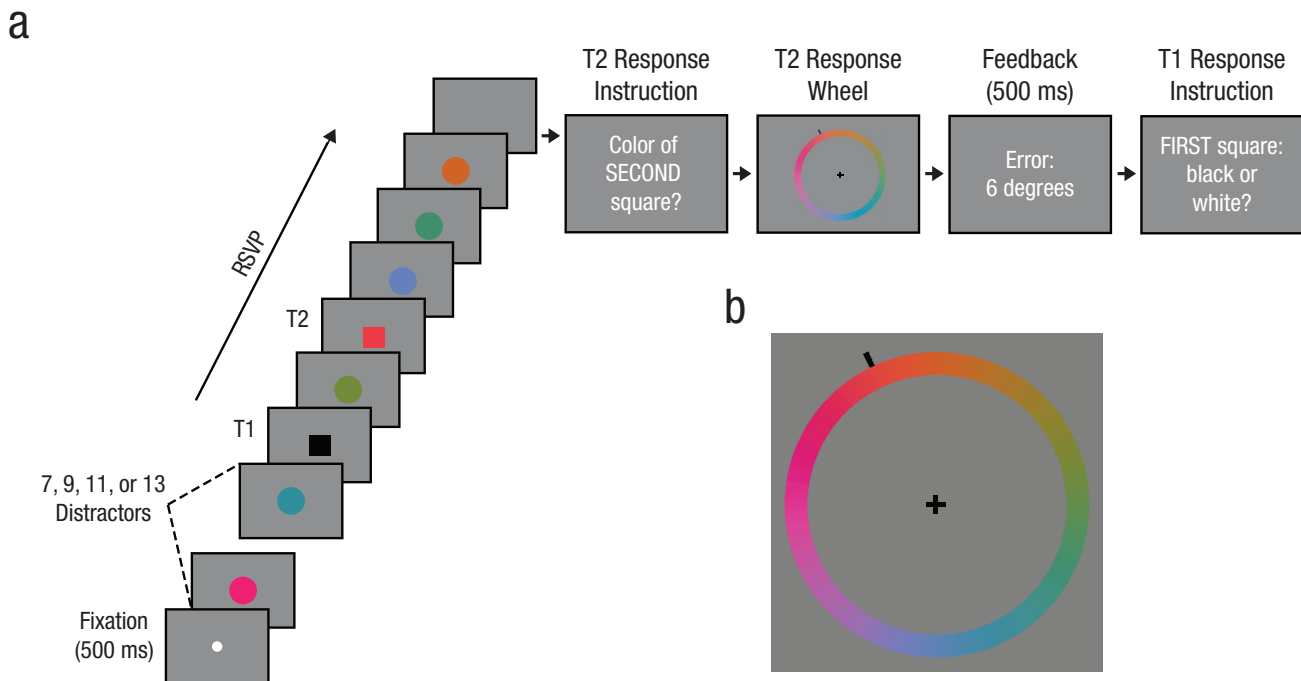 a
T2 Response
Instruction
T2 Response
Wheel
Feedback
(500 ms)
T1 Response
Instruction
Color of
SECOND
square?
Error:
6 degrees
FIRST square:
black or
white?
RSVP
T2
T1
7, 9, 11, or 13
Distractors
Fixation
(500 ms)
b